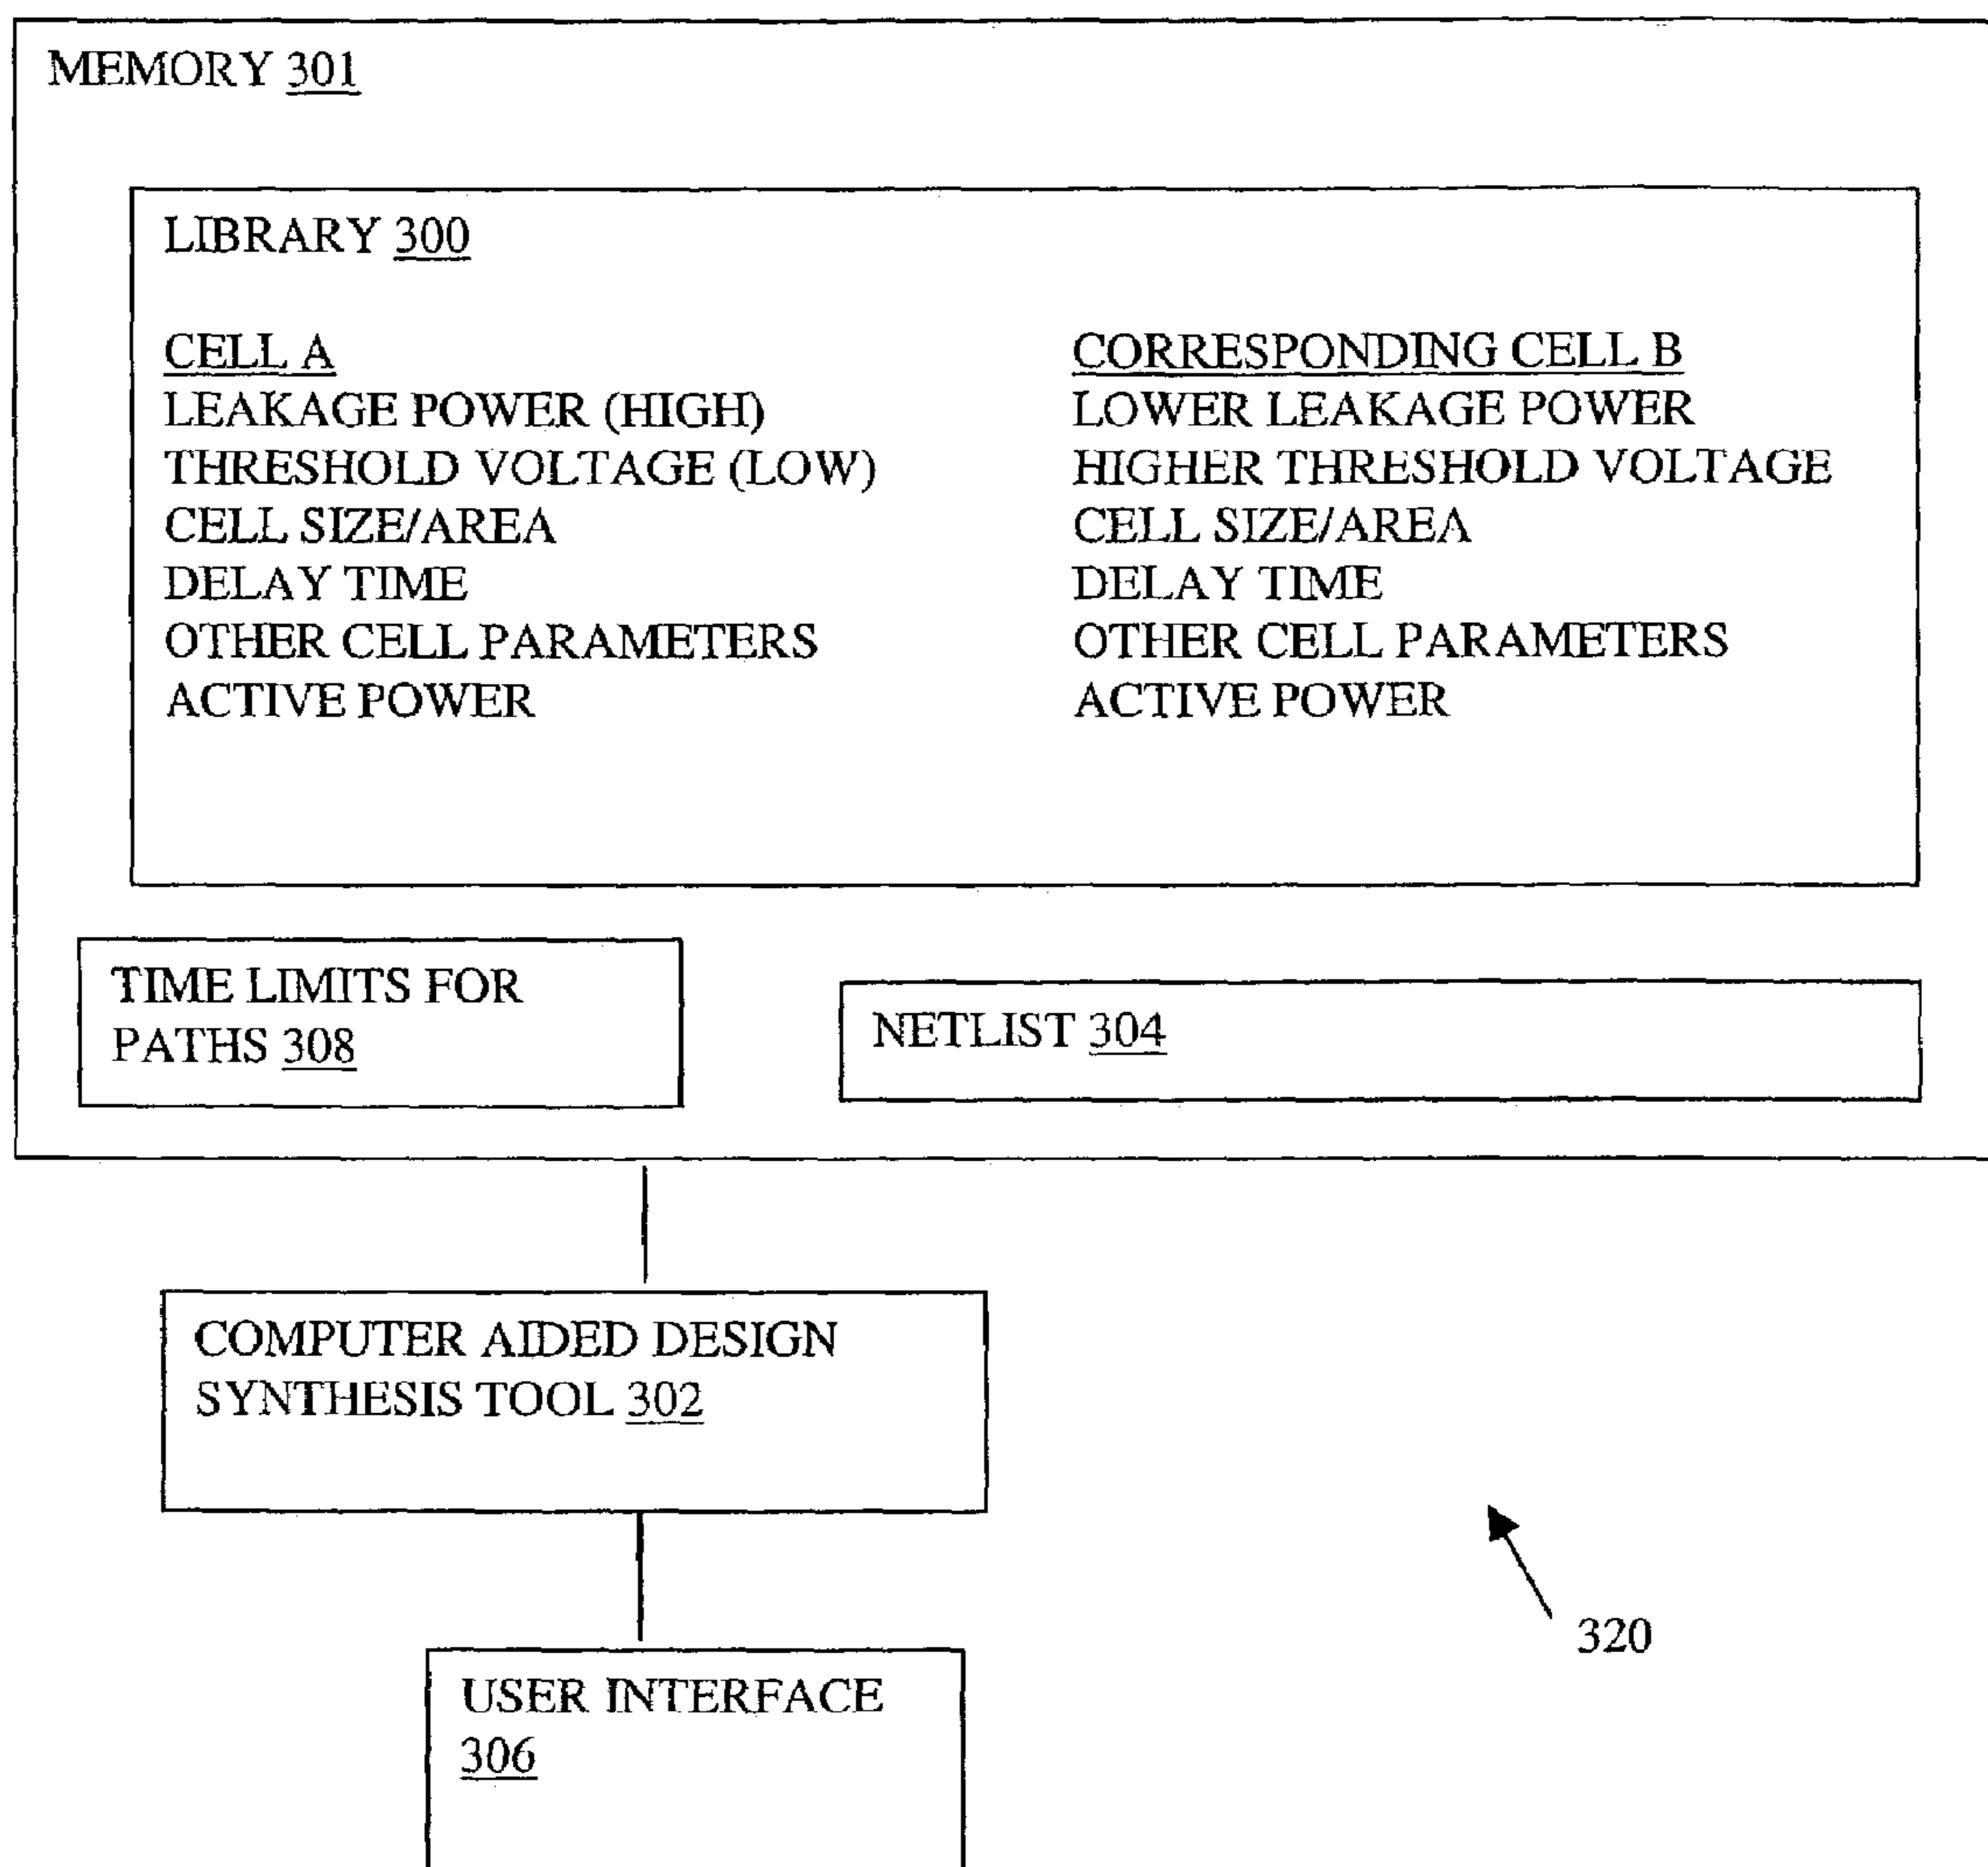 MEMORY 301
LIBRARY 300
CELL A
LEAKAGE POWER (HIGH)
THRESHOLD VOLTAGE (LOW)
CELL SIZE/AREA
DELAY TIME
OTHER CELL PARAMETERS
ACTIVE POWER
CORRESPONDING CELL B
LOWER LEAKAGE POWER
HIGHER THRESHOLD VOLTAGE
CELL SIZE/AREA
DELAY TIME
OTHER CELL PARAMETERS
ACTIVE POWER
TIME LIMITS FOR
PATHS 308
NETLIST 304
COMPUTER AIDED DESIGN
SYNTHESIS TOOL 302
320
USER INTERFACE
306